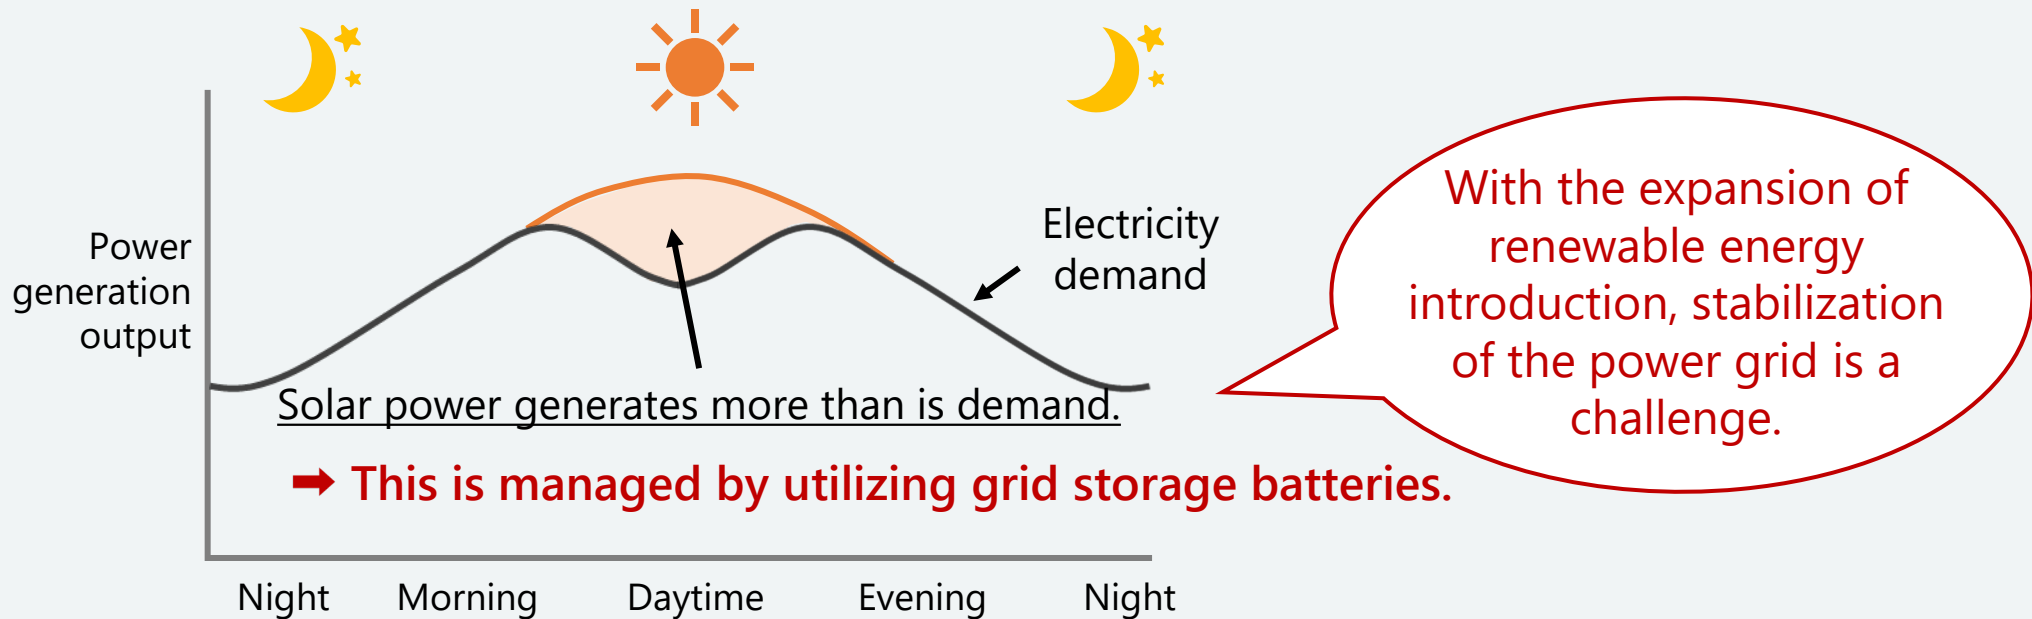 Power
generation
output
Electricity
demand
Solar power generates more than is demand.
➡ This is managed by utilizing grid storage batteries.
Night
Morning
Daytime
Evening
Night
With the expansion of
renewable energy
introduction, stabilization
of the power grid is a
challenge.